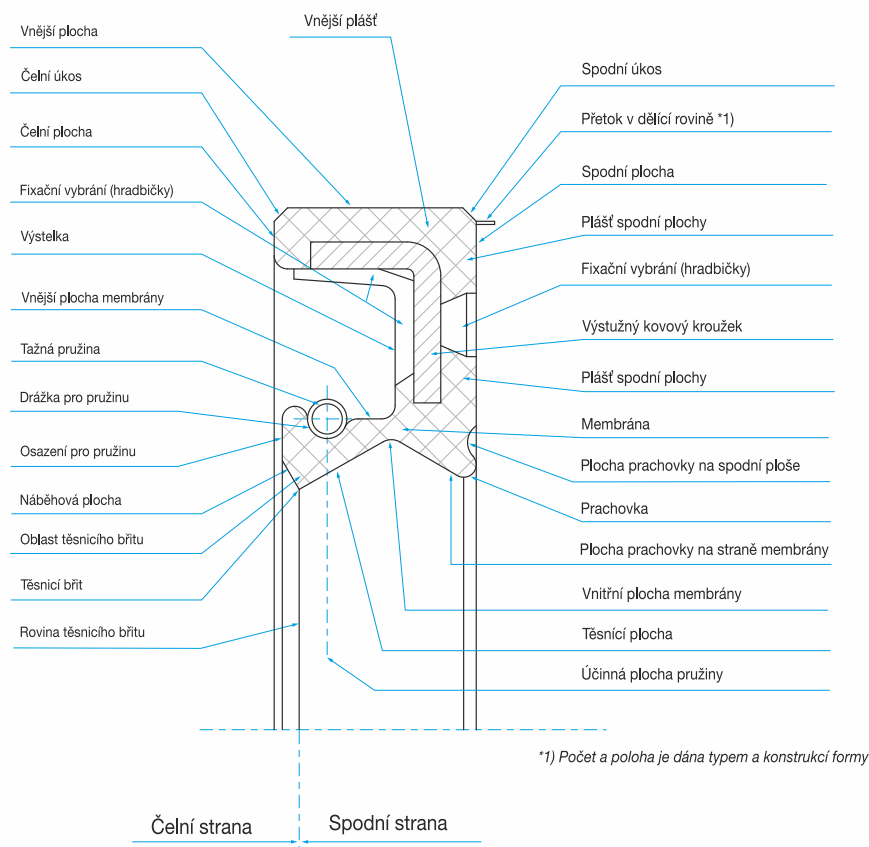 Vnější plocha
Čelní úkos
Čelní plocha
Fixační vybrání (hradbičky)
Výstelka
Vnější plocha membrány
Tažná pružina
Drážka pro pružinu
Osazení pro pružinu
Náběhová plocha
Oblast těsnicího břitu
Těsnicí břit
Rovina těsnicího břitu
Vnější plášť
Spodní úkos
Přetok v dělící rovině *1)
Spodní plocha
Plášť spodní plochy
Fixační vybrání (hradbičky)
Výstužný kovový kroužek
Plášť spodní plochy
Membrána
Plocha prachovky na spodní ploše
Prachovka
Plocha prachovky na straně membrány
Vnitřní plocha membrány
Těsnící plocha
Účinná plocha pružiny
*1) Počet a poloha je dána typem a konstrukcí formy
Čelní strana
Spodní strana